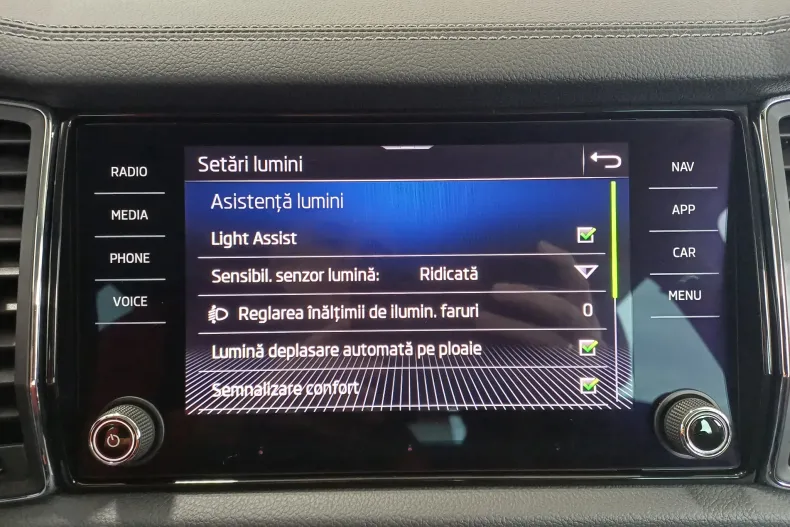 Setări lumini
RADIO
MEDIA
PHONE
VOICE
Asistență lumini
Light Assist
Sensibil. senzor lumină: Ridicată
Reglarea înălțimii de ilumin. faruri 0
Lumină deplasare automată pe ploaie
Semnalizare confort
NAV
APP
CAR
MENU